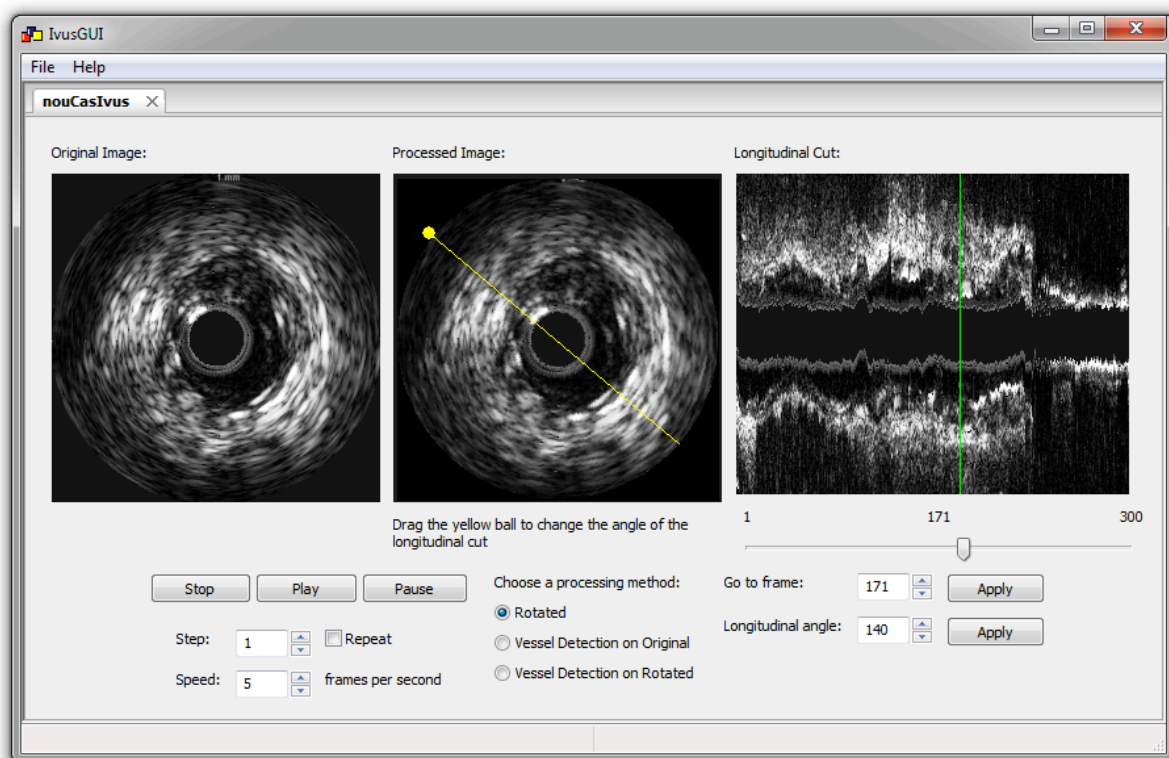 IvusGUI
File Help
nouCasIvus
Original Image:
Processed Image:
Longitudinal Cut:
1 mm
Drag the yellow ball to change the angle of the
longitudinal cut
1 171 300
Stop Play Pause
Choose a processing method:
Rotated
Vessel Detection on Original
Vessel Detection on Rotated
Step: 1 Repeat
Speed: 5 frames per second
Go to frame: 171 Apply
Longitudinal angle: 140 Apply